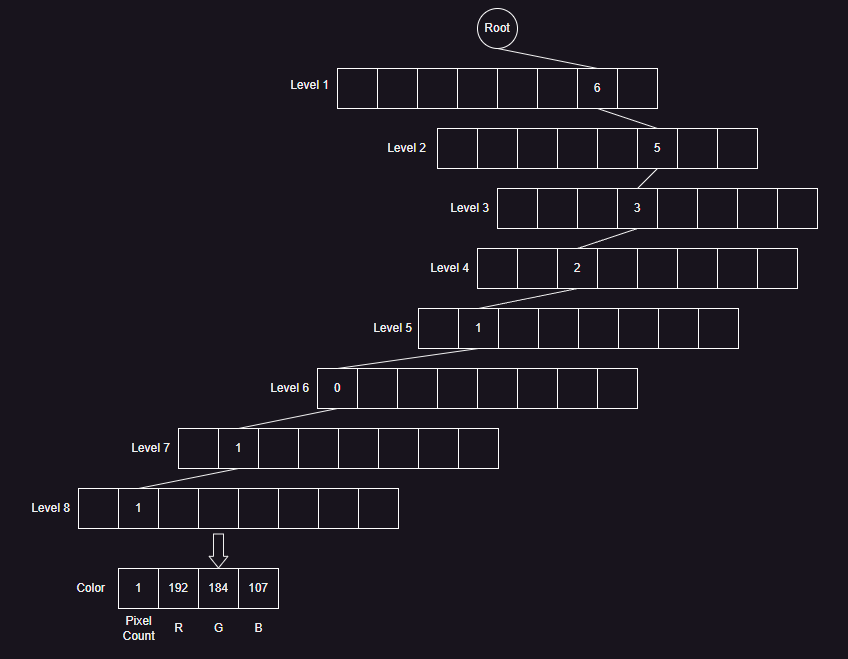 Root
Level 1
6
Level 2
5
Level 3
3
Level 4
2
Level 5
1
Level 6
0
Level 7
1
Level 8
1
Color
1 192 184 107
Pixel
Count
R G B